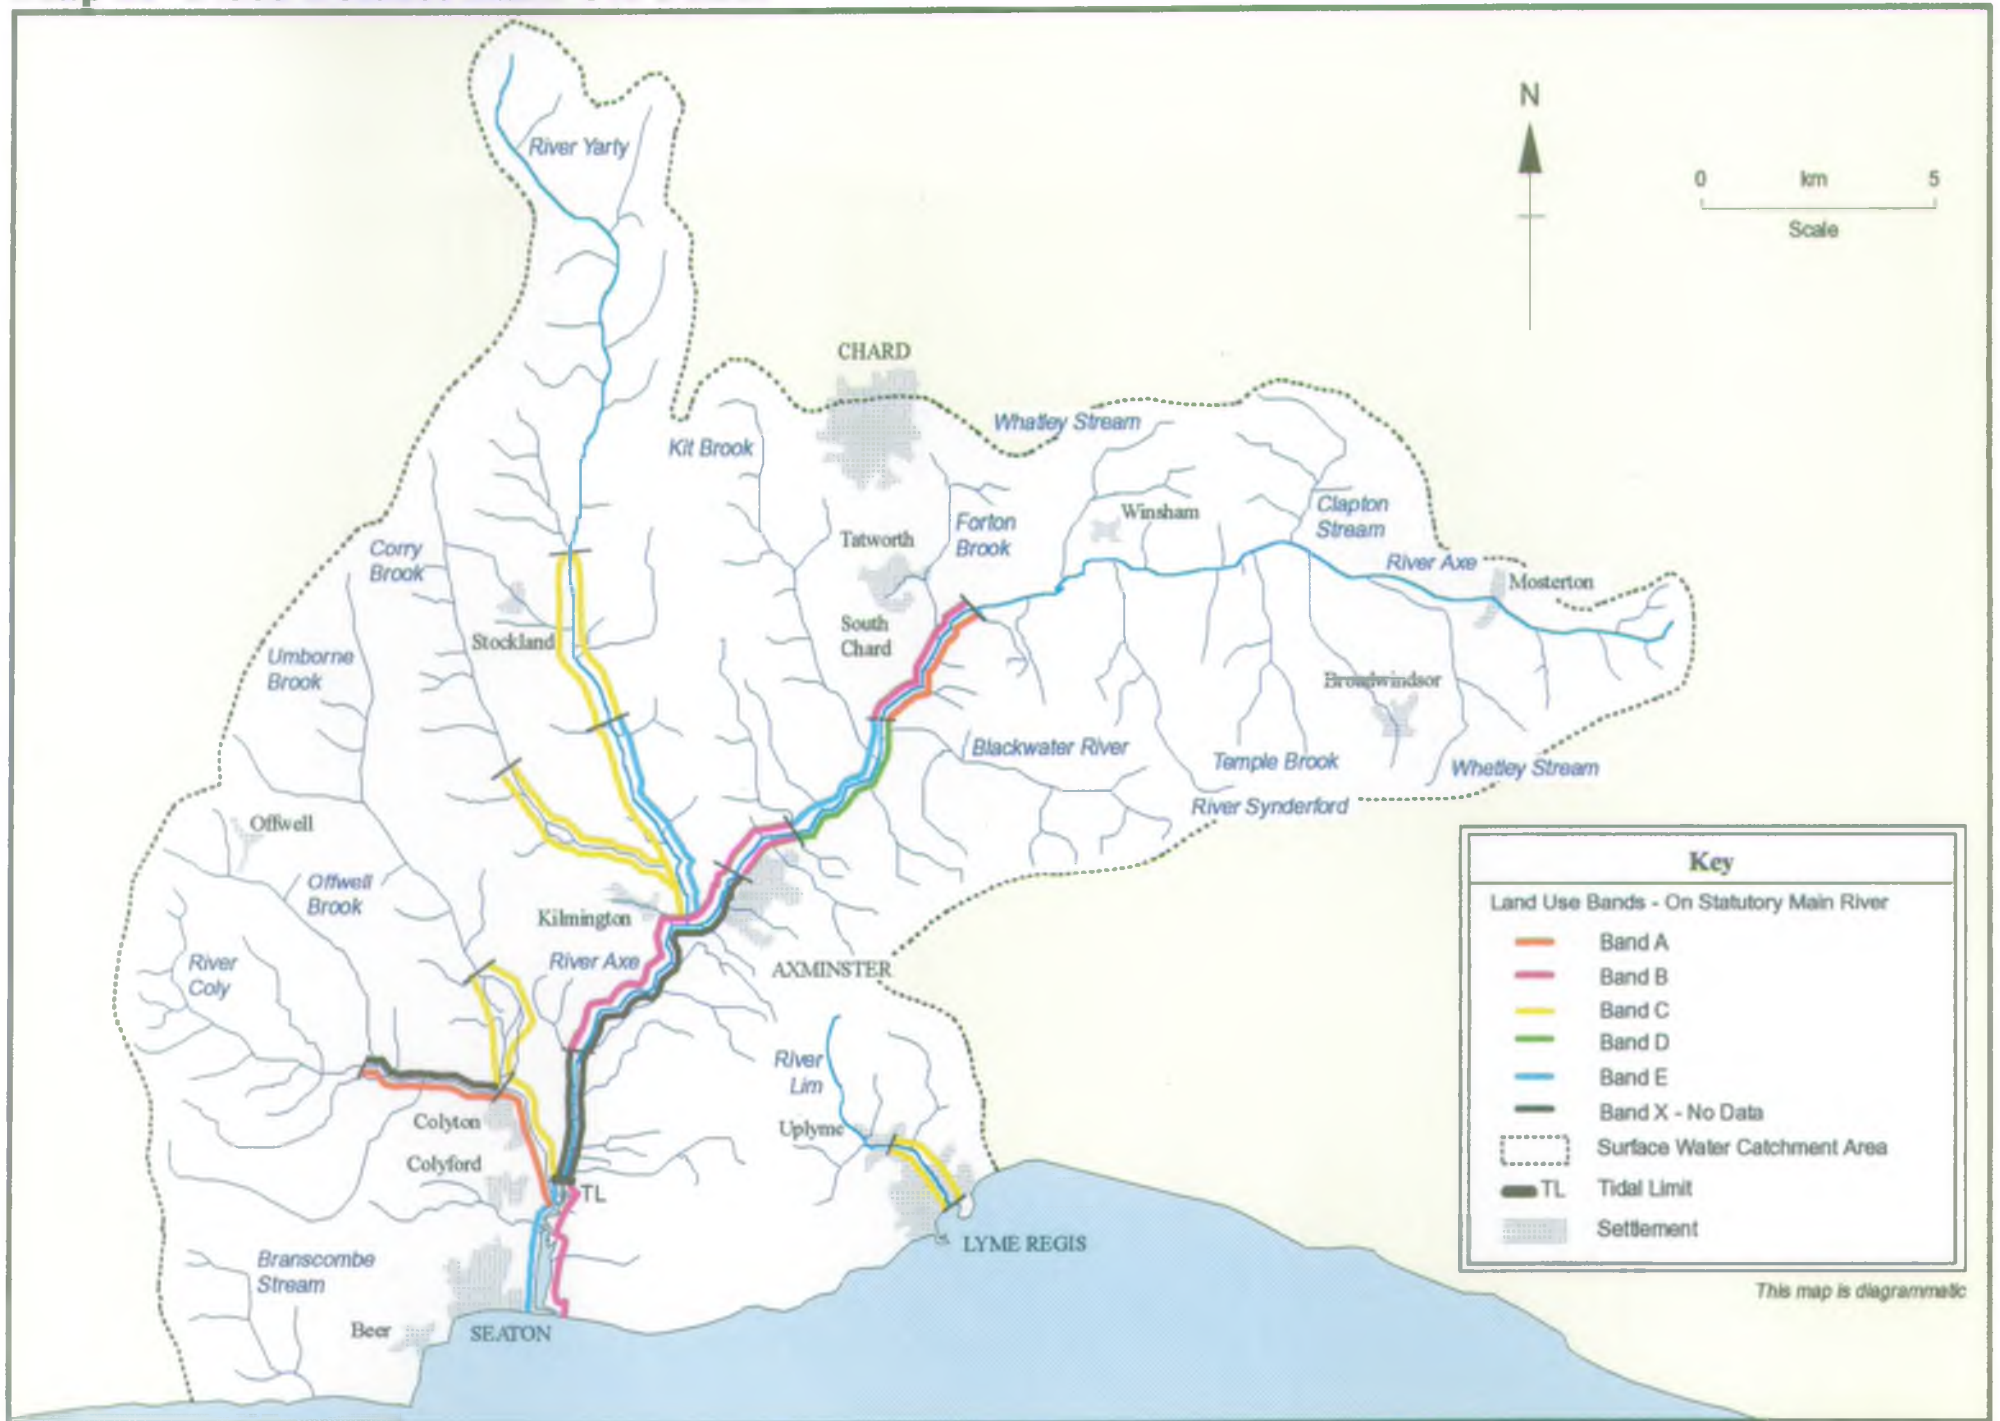 N
0 km 5
Scale
River Yarty
CHARD
Whatley Stream
Kit Brook
Clapton
Stream
Winsham
Forton
Brook
Tatworth
Corry
Brook
River Axe
Mosterton
South
Chard
Stockland
Umborne
Brook
Broadwindsor
Blackwater River
Temple Brook
Whetley Stream
River Synderford
Offwell
Offwell
Brook
Kilmington
River Axe
AXMINSTER
River
Coly
River
Lim
Colyton
Uplyme
Colyford
TL
LYME REGIS
Branscombe
Stream
Beer
SEATON
Key
Land Use Bands - On Statutory Main River
Band A
Band B
Band C
Band D
Band E
Band X - No Data
Surface Water Catchment Area
TL Tidal Limit
Settlement
This map is diagrammatic